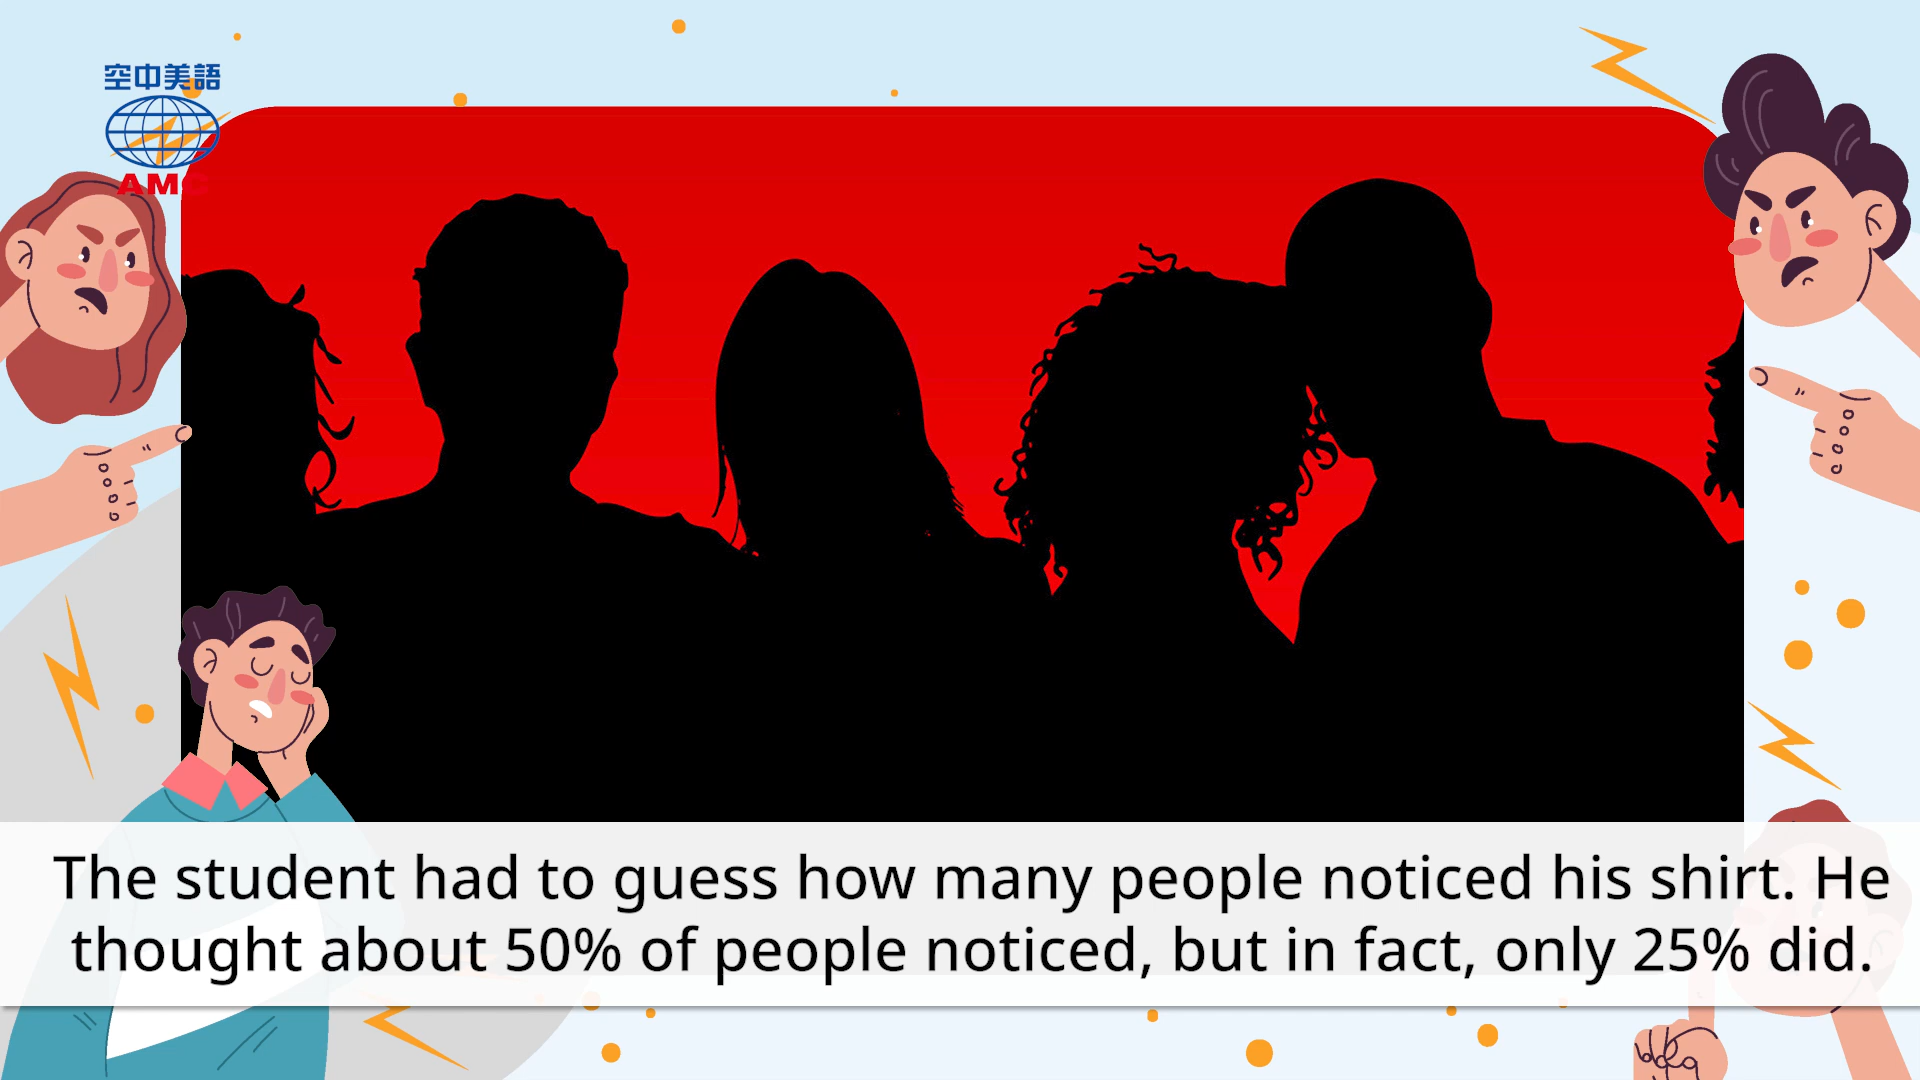 空中美語
AMC
The student had to guess how many people noticed his shirt. He
thought about 50% of people noticed, but in fact, only 25% did.